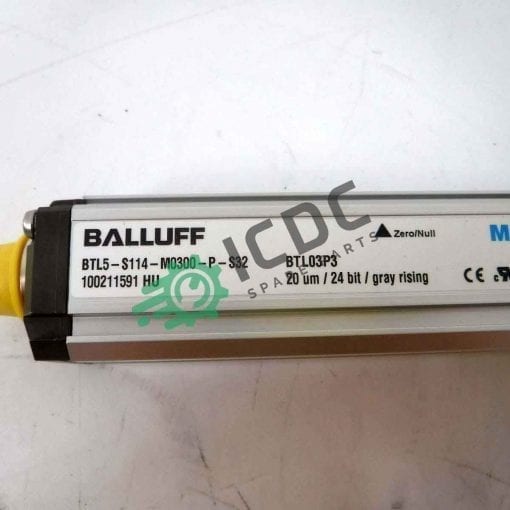 BALLUFF
BTL5-S114-M0300-P-S32
100211591 HU
BTL03P3
20 um / 24 bit / gray rising
Zero/Null
M
CE
ICDC
SPARE PARTS